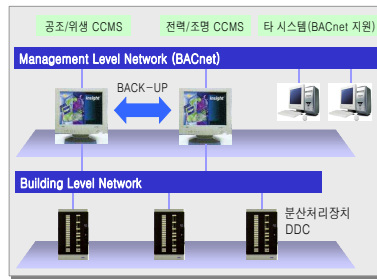 공조/위생 CCMS 전력/조명 CCMS 타 시스템(BACnet 지원)
Management Level Network (BACnet)
BACK-UP
insight
insight
Building Level Network
분산처리장치
DDC